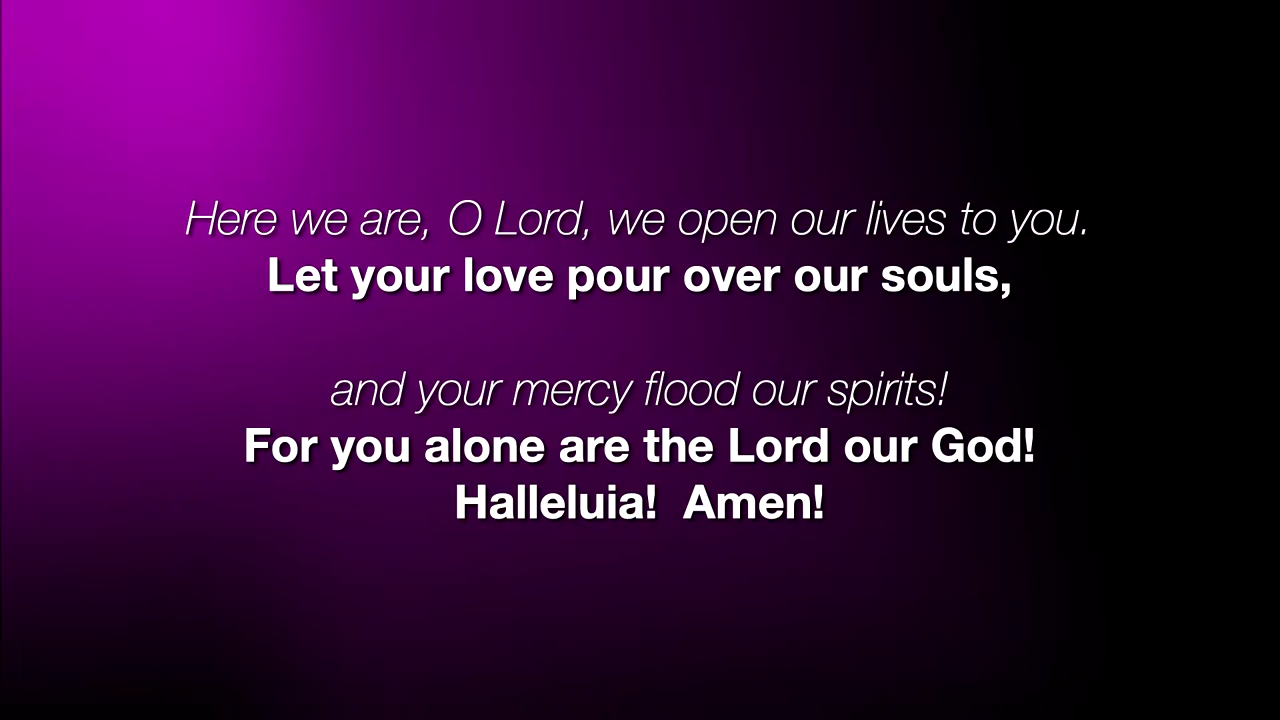 Here we are, O Lord, we open our lives to you.
Let your love pour over our souls,
and your mercy flood our spirits!
For you alone are the Lord our God!
Halleluia!  Amen!